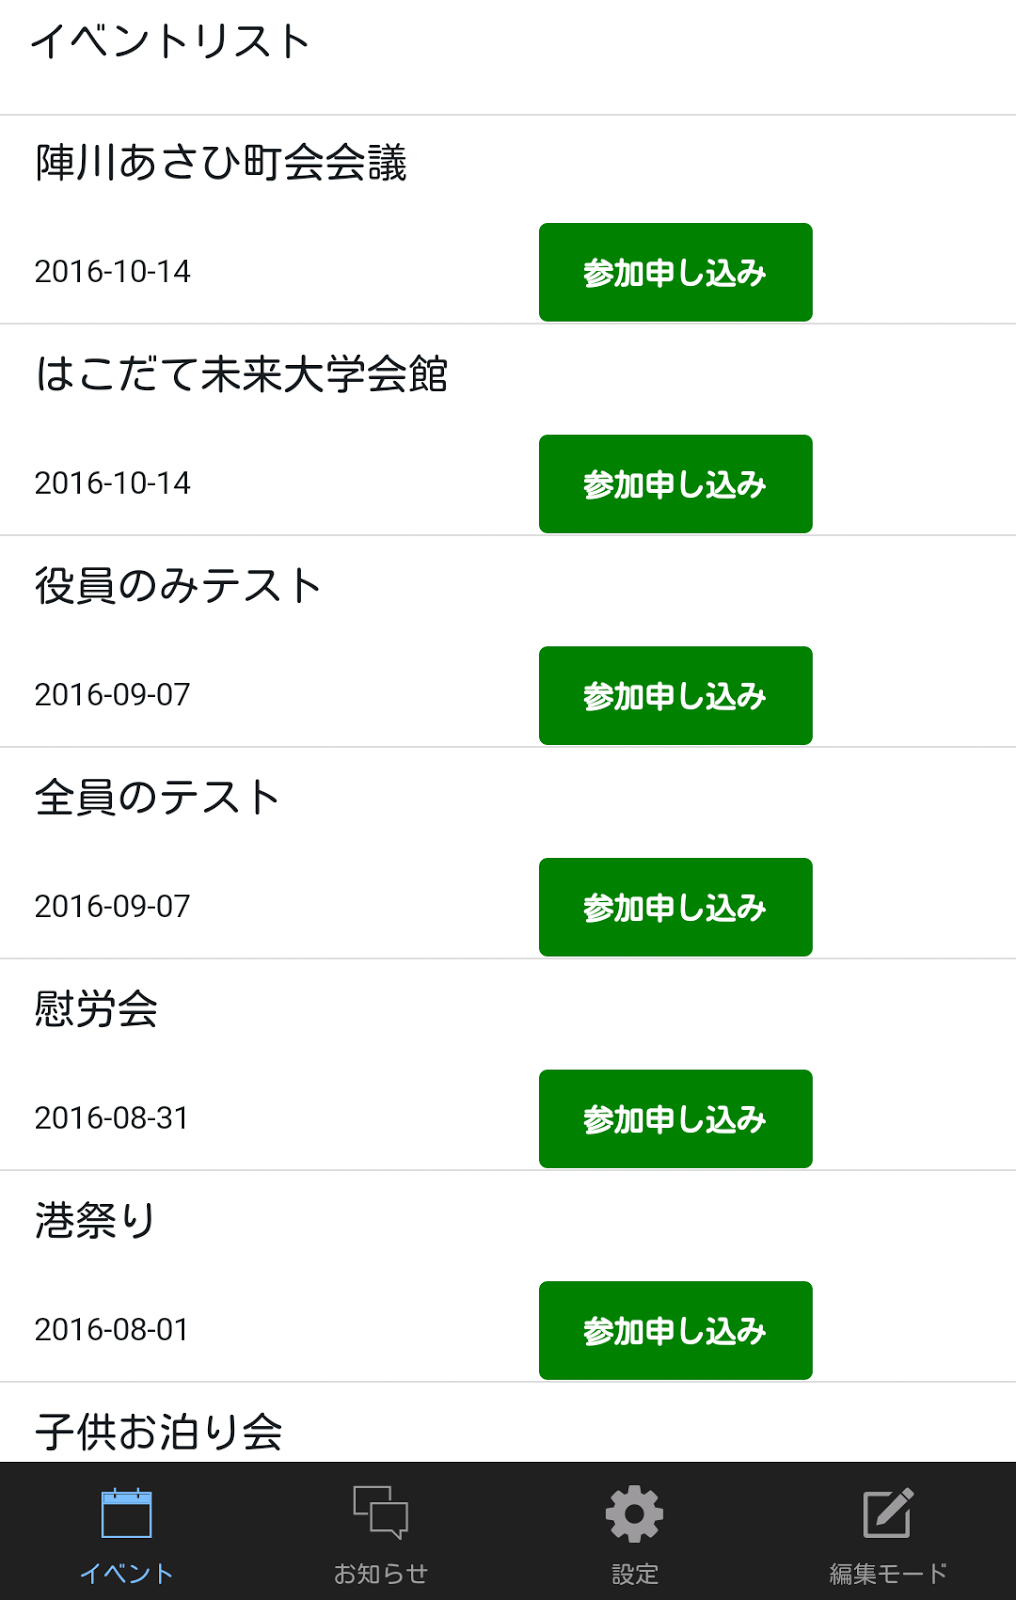 イベントリスト
陣川あさひ町会会議
2016-10-14 参加申し込み
はこだて未来大学会館
2016-10-14 参加申し込み
役員のみテスト
2016-09-07 参加申し込み
全員のテスト
2016-09-07 参加申し込み
慰労会
2016-08-31 参加申し込み
港祭り
2016-08-01 参加申し込み
子供お泊り会
イベント お知らせ 設定 編集モード